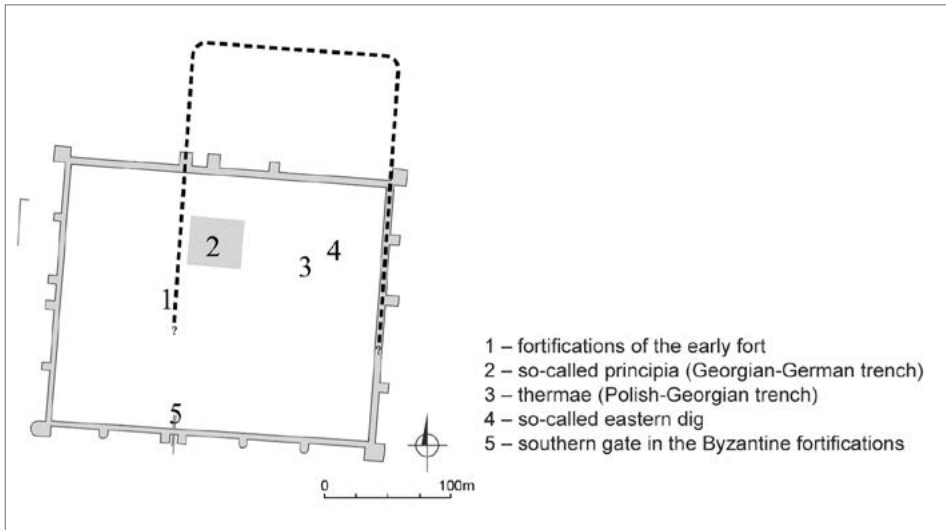 2
4
3
1
?
?
5
1 – fortifications of the early fort
2 – so-called principia (Georgian-German trench)
3 – thermae (Polish-Georgian trench)
4 – so-called eastern dig
5 – southern gate in the Byzantine fortifications
0 100m